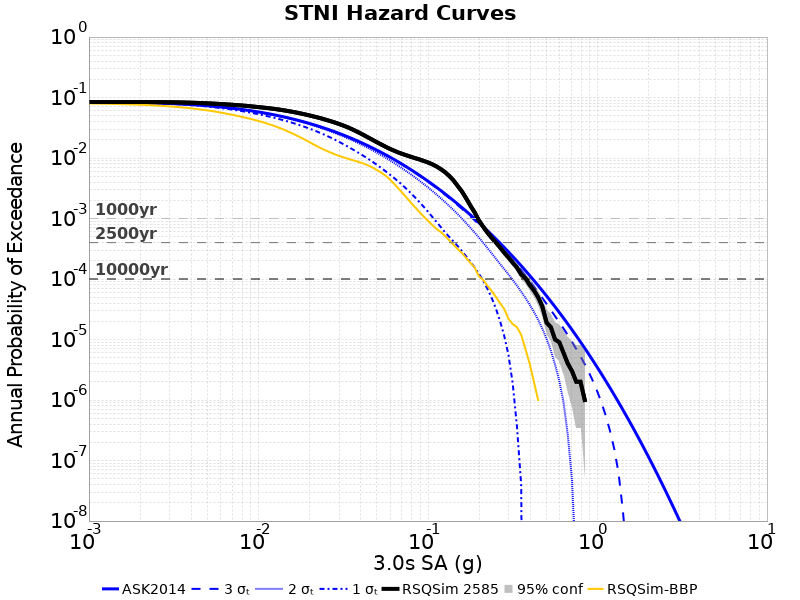 STNI Hazard Curves
10^0
10^-1
10^-2
10^-3
10^-4
10^-5
10^-6
10^-7
10^-8
Annual Probability of Exceedance
1000yr
2500yr
10000yr
10^-3 10^-2 10^-1 10^0 10^1
3.0s SA (g)
ASK2014 3 σₜ 2 σₜ 1 σₜ RSQSim 2585 95% conf RSQSim-BBP